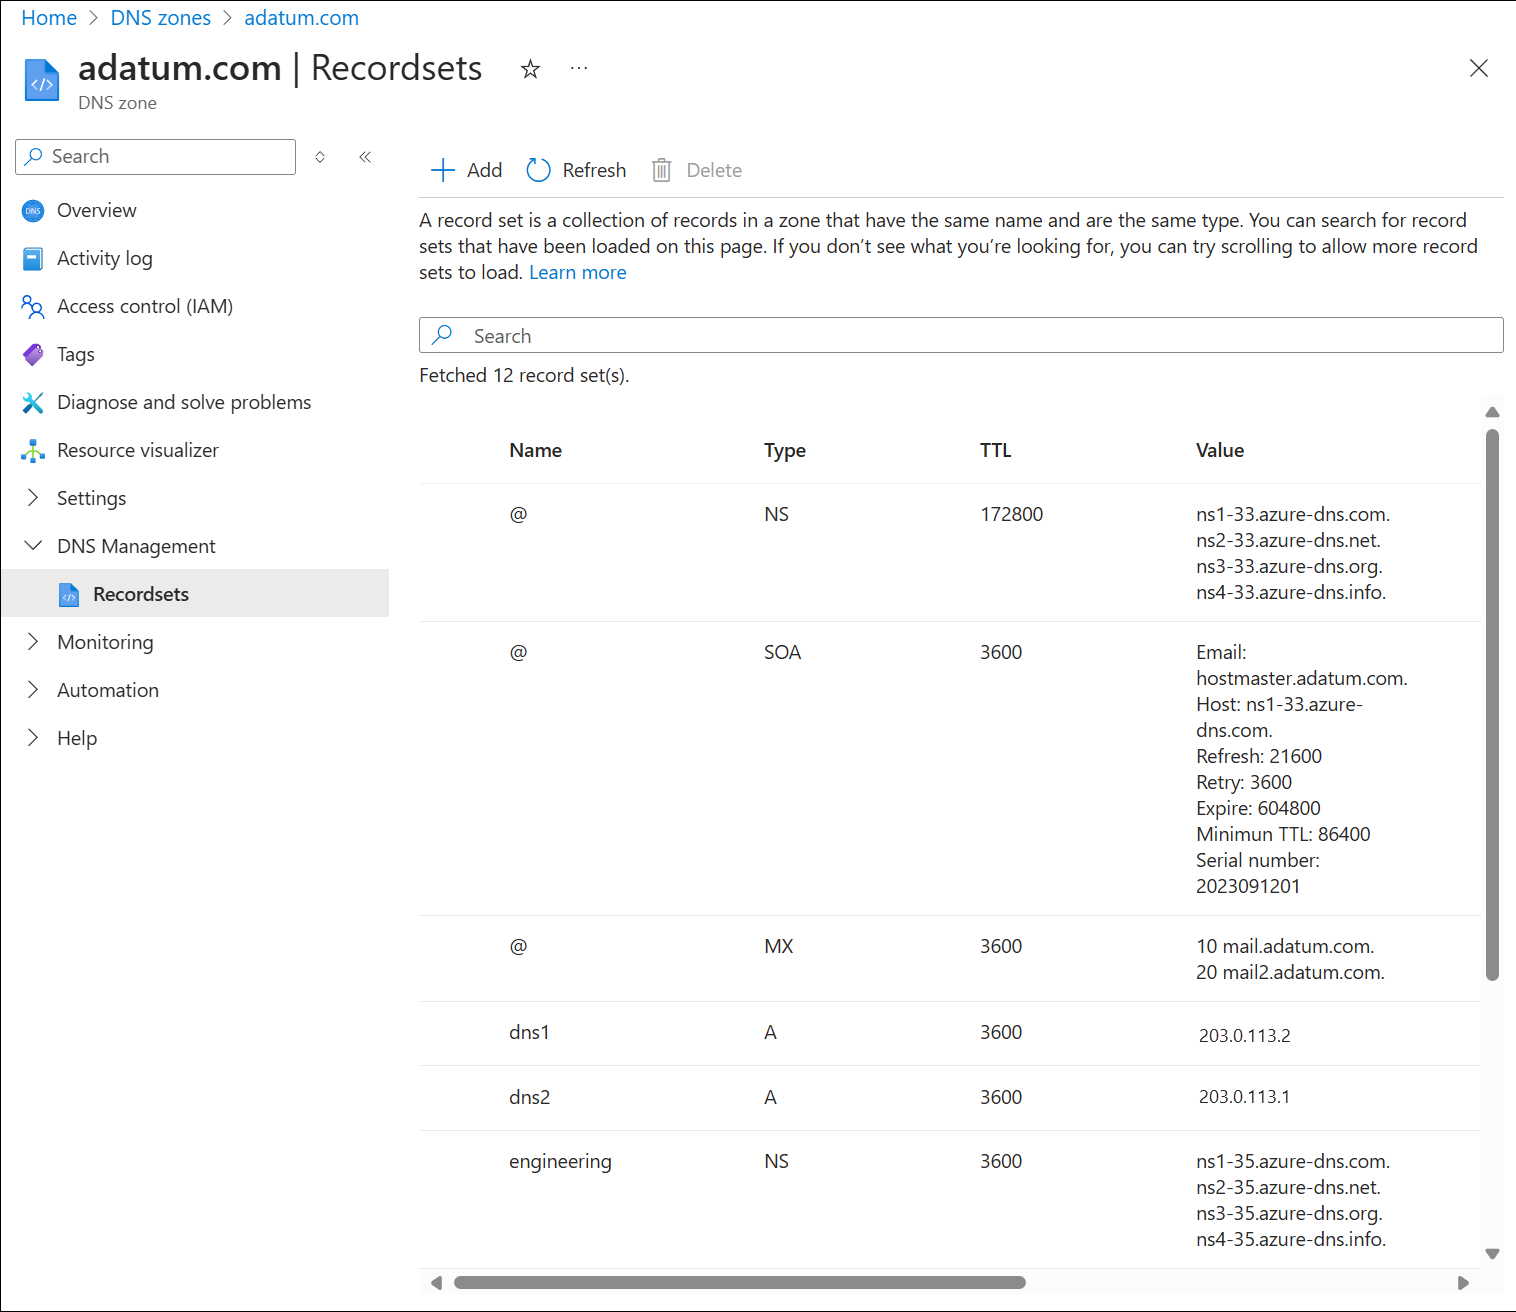 Home > DNS zones > adatum.com
adatum.com | Recordsets
DNS zone
Search
Overview
Activity log
Access control (IAM)
Tags
Diagnose and solve problems
Resource visualizer
Settings
DNS Management
Recordsets
Monitoring
Automation
Help
Add Refresh Delete
A record set is a collection of records in a zone that have the same name and are the same type. You can search for record
sets that have been loaded on this page. If you don’t see what you’re looking for, you can try scrolling to allow more record
sets to load. Learn more
Search
Fetched 12 record set(s).
Name Type TTL Value
@ NS 172800 ns1-33.azure-dns.com.
ns2-33.azure-dns.net.
ns3-33.azure-dns.org.
ns4-33.azure-dns.info.
@ SOA 3600 Email:
hostmaster.adatum.com.
Host: ns1-33.azure-
dns.com.
Refresh: 21600
Retry: 3600
Expire: 604800
Minimun TTL: 86400
Serial number:
2023091201
@ MX 3600 10 mail.adatum.com.
20 mail2.adatum.com.
dns1 A 3600 203.0.113.2
dns2 A 3600 203.0.113.1
engineering NS 3600 ns1-35.azure-dns.com.
ns2-35.azure-dns.net.
ns3-35.azure-dns.org.
ns4-35.azure-dns.info.